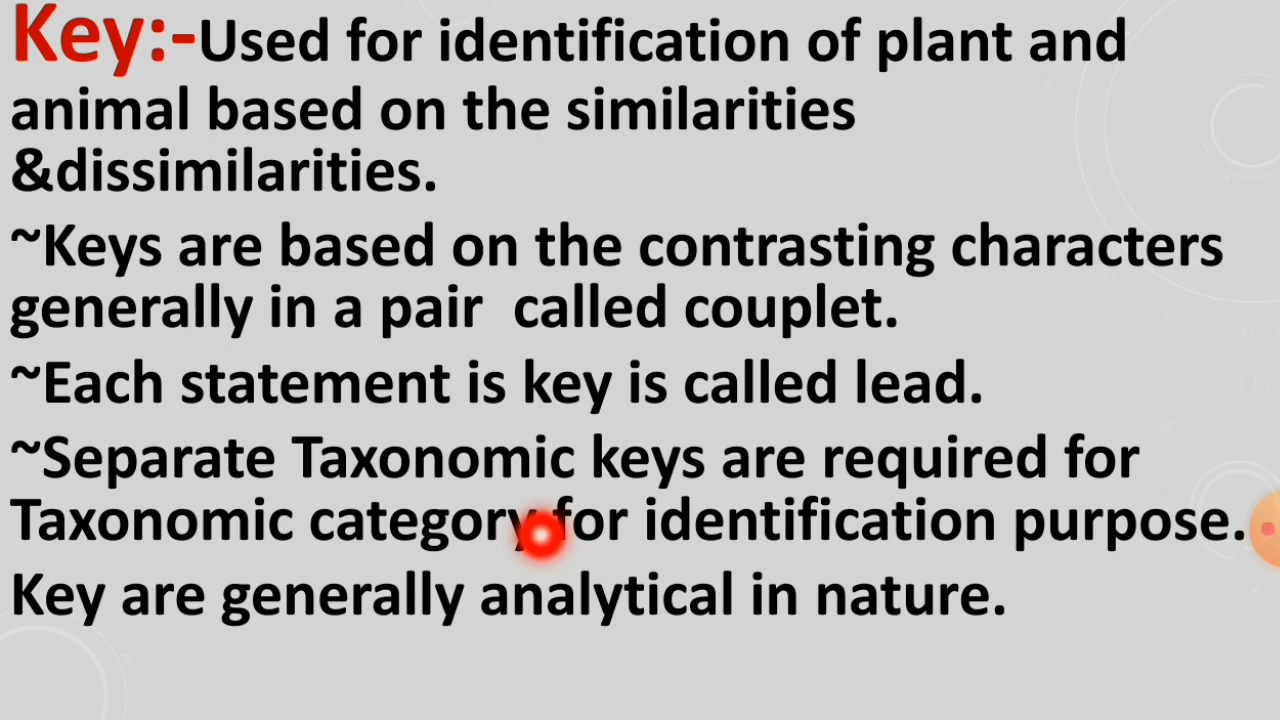 Key:-Used for identification of plant and
animal based on the similarities
&dissimilarities.
~Keys are based on the contrasting characters
generally in a pair called couplet.
~Each statement is key is called lead.
~Separate Taxonomic keys are required for
Taxonomic category for identification purpose.
Key are generally analytical in nature.